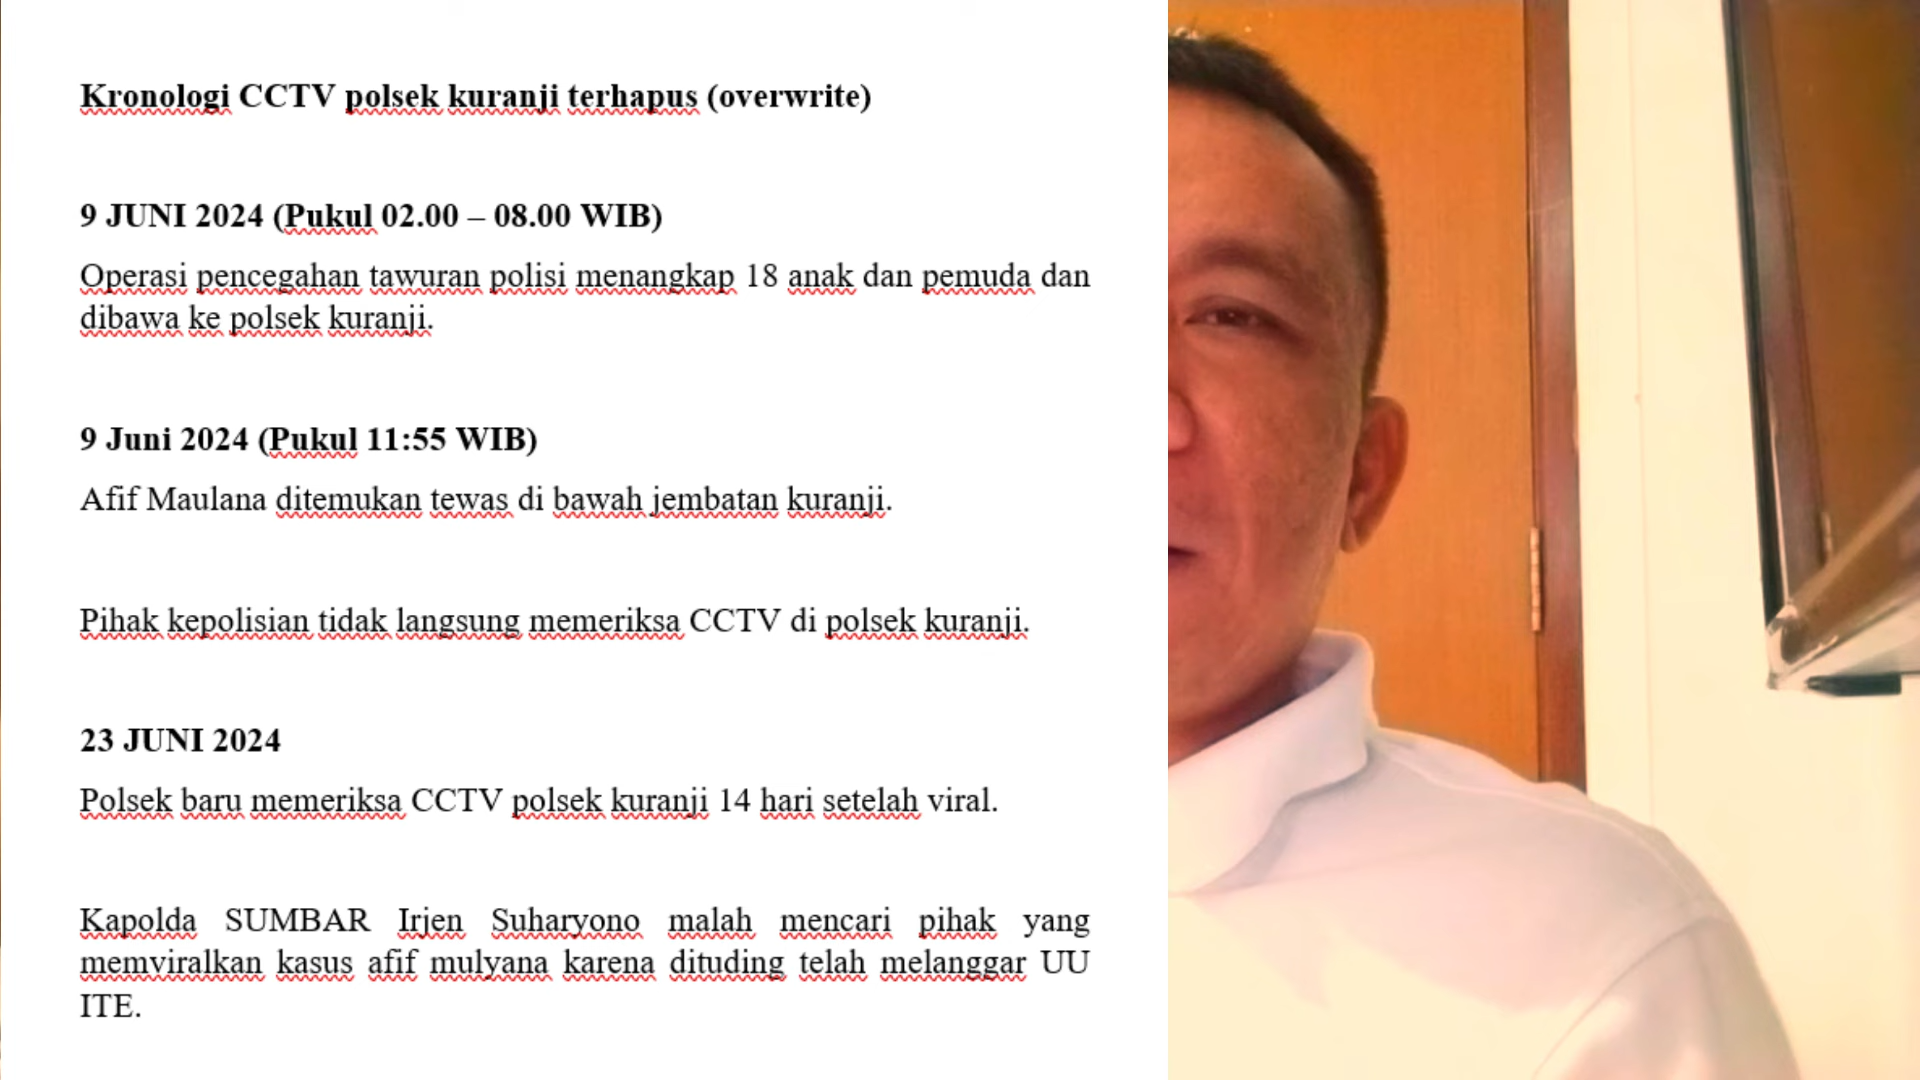 Kronologi CCTV polsek kuranji terhapus (overwrite)
9 JUNI 2024 (Pukul 02.00 – 08.00 WIB)
Operasi pencegahan tawuran polisi menangkap 18 anak dan pemuda dan
dibawa ke polsek kuranji.
9 Juni 2024 (Pukul 11:55 WIB)
Afif Maulana ditemukan tewas di bawah jembatan kuranji.
Pihak kepolisian tidak langsung memeriksa CCTV di polsek kuranji.
23 JUNI 2024
Polsek baru memeriksa CCTV polsek kuranji 14 hari setelah viral.
Kapolda SUMBAR Irjen Suharyono malah mencari pihak yang
memviralkan kasus afif mulyana karena dituding telah melanggar UU
ITE.